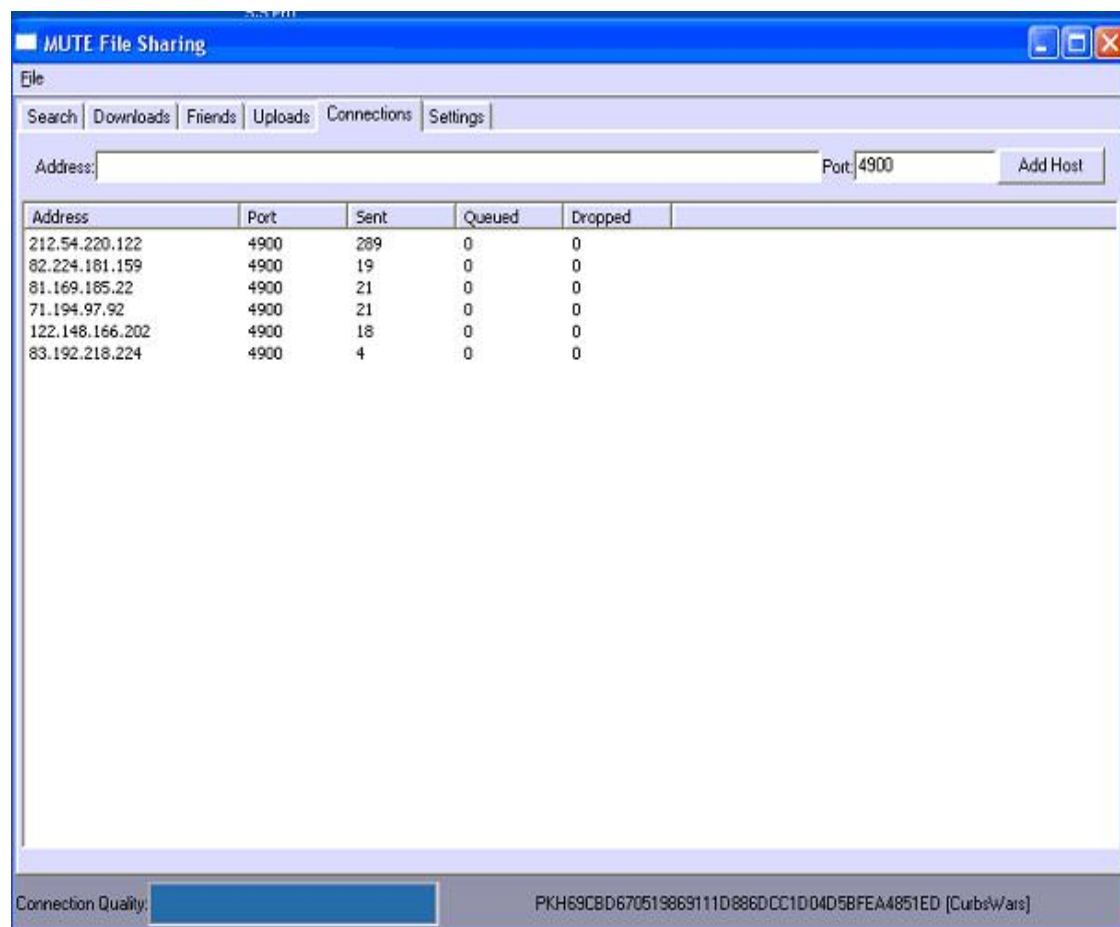 MUTE File Sharing
File
Search Downloads Friends Uploads Connections Settings
Address: Port: 4900 Add Host
Address Port Sent Queued Dropped
212.54.220.122 4900 289 0 0
82.224.181.159 4900 19 0 0
81.169.185.22 4900 21 0 0
71.194.97.92 4900 21 0 0
122.148.166.202 4900 18 0 0
83.192.218.224 4900 4 0 0
Connection Quality: PKH69CBD670519869111D886DCC1D04D5BFEA4851ED [CurbsWars]